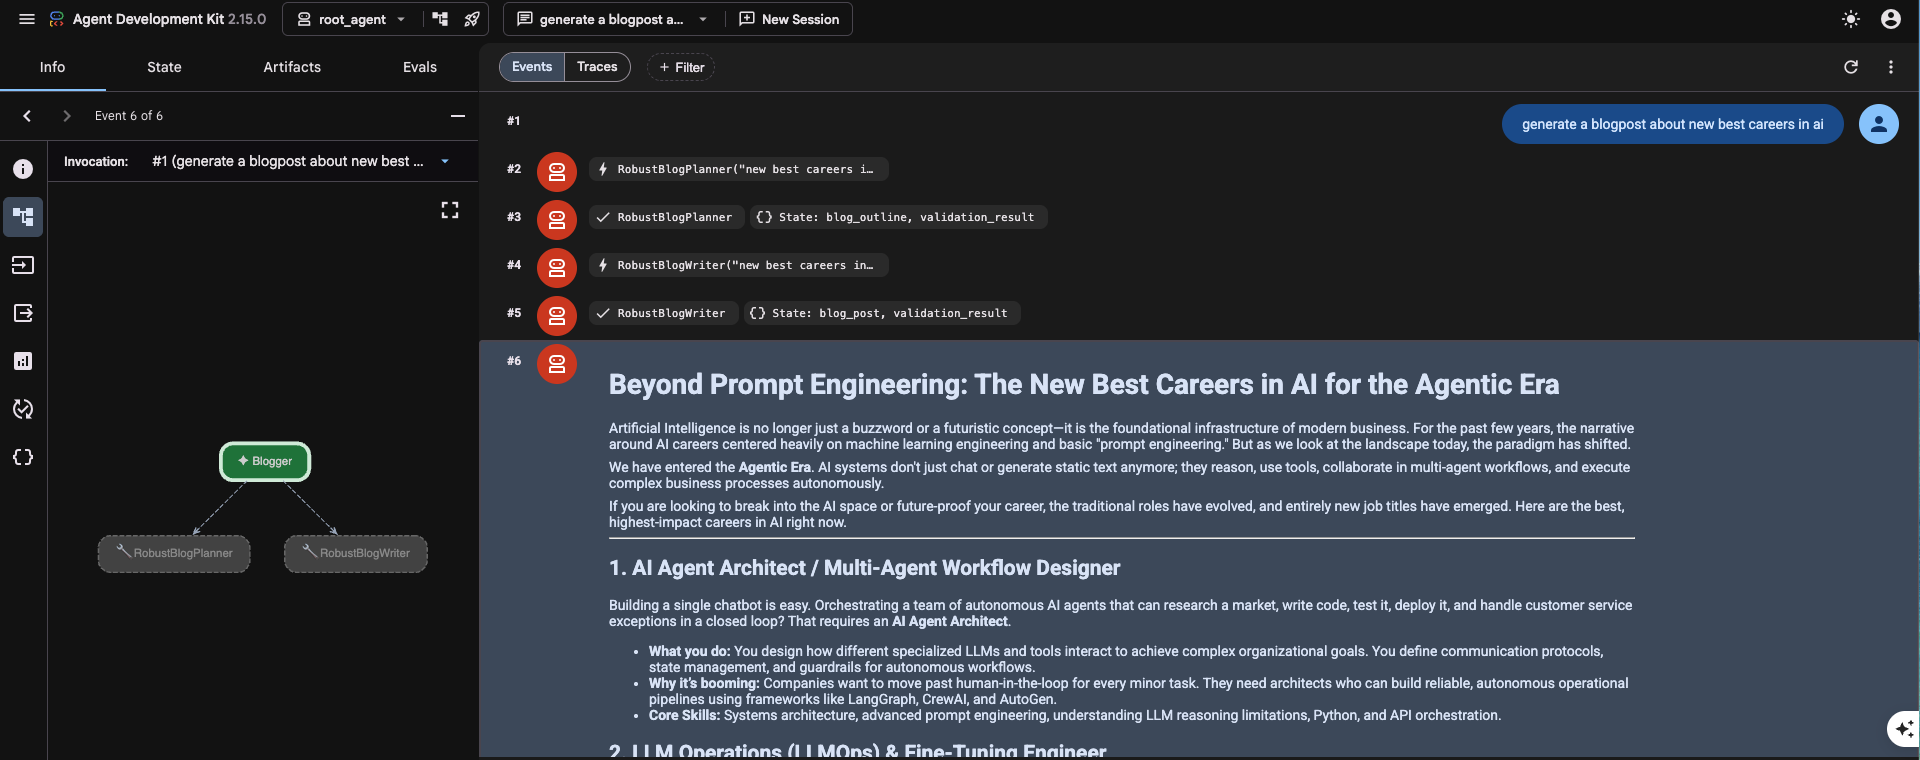 Agent Development Kit 2.15.0
root_agent
generate a blogpost a...
New Session
Info
State
Artifacts
Evals
Events
Traces
+ Filter
Event 6 of 6
Invocation:
#1 (generate a blogpost about new best ...
Blogger
RobustBlogPlanner
RobustBlogWriter
#1
generate a blogpost about new best careers in ai
#2
RobustBlogPlanner("new best careers i…
#3
RobustBlogPlanner
{} State: blog_outline, validation_result
#4
RobustBlogWriter("new best careers in…
#5
RobustBlogWriter
{} State: blog_post, validation_result
#6
Beyond Prompt Engineering: The New Best Careers in AI for the Agentic Era
Artificial Intelligence is no longer just a buzzword or a futuristic concept—it is the foundational infrastructure of modern business. For the past few years, the narrative
around AI careers centered heavily on machine learning engineering and basic "prompt engineering." But as we look at the landscape today, the paradigm has shifted.
We have entered the Agentic Era. AI systems don't just chat or generate static text anymore; they reason, use tools, collaborate in multi-agent workflows, and execute
complex business processes autonomously.
If you are looking to break into the AI space or future-proof your career, the traditional roles have evolved, and entirely new job titles have emerged. Here are the best,
highest-impact careers in AI right now.
1. AI Agent Architect / Multi-Agent Workflow Designer
Building a single chatbot is easy. Orchestrating a team of autonomous AI agents that can research a market, write code, test it, deploy it, and handle customer service
exceptions in a closed loop? That requires an AI Agent Architect.
• What you do: You design how different specialized LLMs and tools interact to achieve complex organizational goals. You define communication protocols,
state management, and guardrails for autonomous workflows.
• Why it's booming: Companies want to move past human-in-the-loop for every minor task. They need architects who can build reliable, autonomous operational
pipelines using frameworks like LangGraph, CrewAI, and AutoGen.
• Core Skills: Systems architecture, advanced prompt engineering, understanding LLM reasoning limitations, Python, and API orchestration.
2. LLM Operations (LLMOps) & Fine-Tuning Engineer